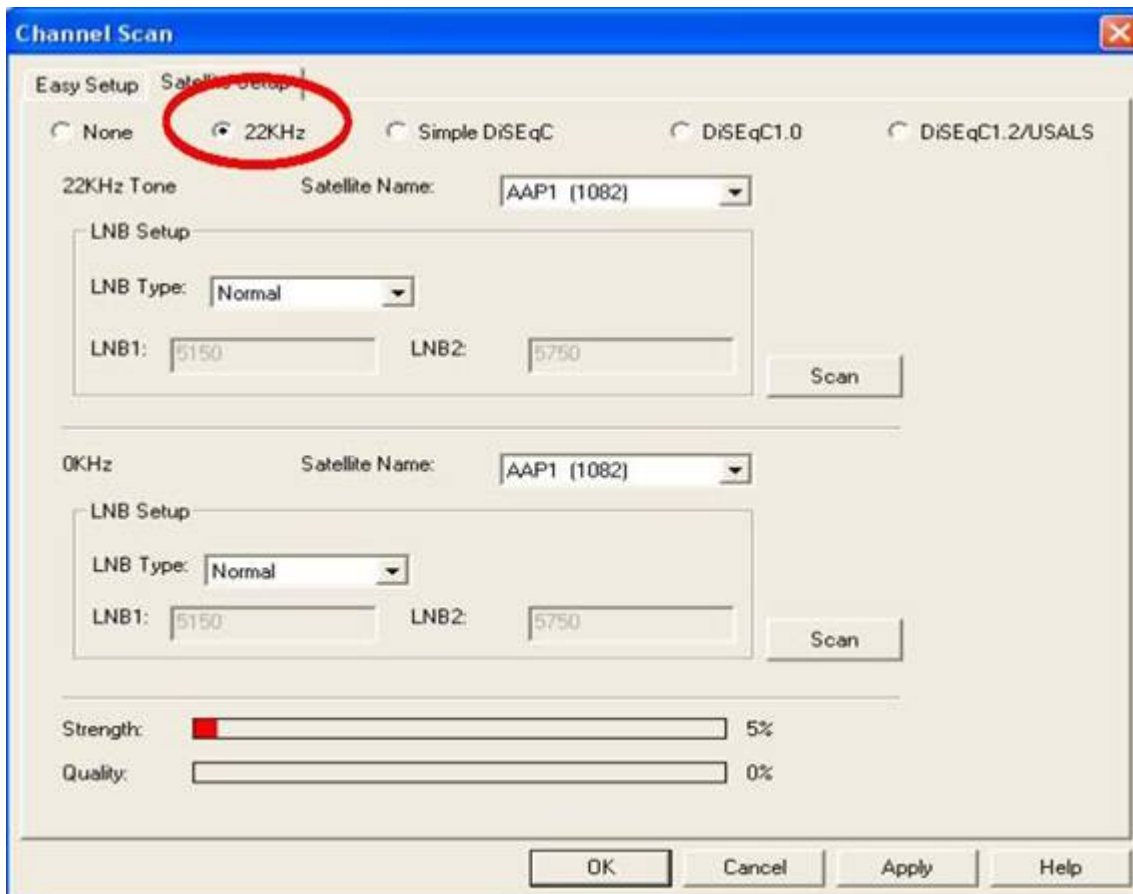 Channel Scan
Easy Setup Satellite Setup
None 22KHz Simple DiSEqC DiSEqC1.0 DiSEqC1.2/USALS
22KHz Tone Satellite Name: AAP1 (1082)
LNB Setup
LNB Type: Normal
LNB1: 5150 LNB2: 5750
Scan
0KHz Satellite Name: AAP1 (1082)
LNB Setup
LNB Type: Normal
LNB1: 5150 LNB2: 5750
Scan
Strength: 5%
Quality: 0%
OK Cancel Apply Help